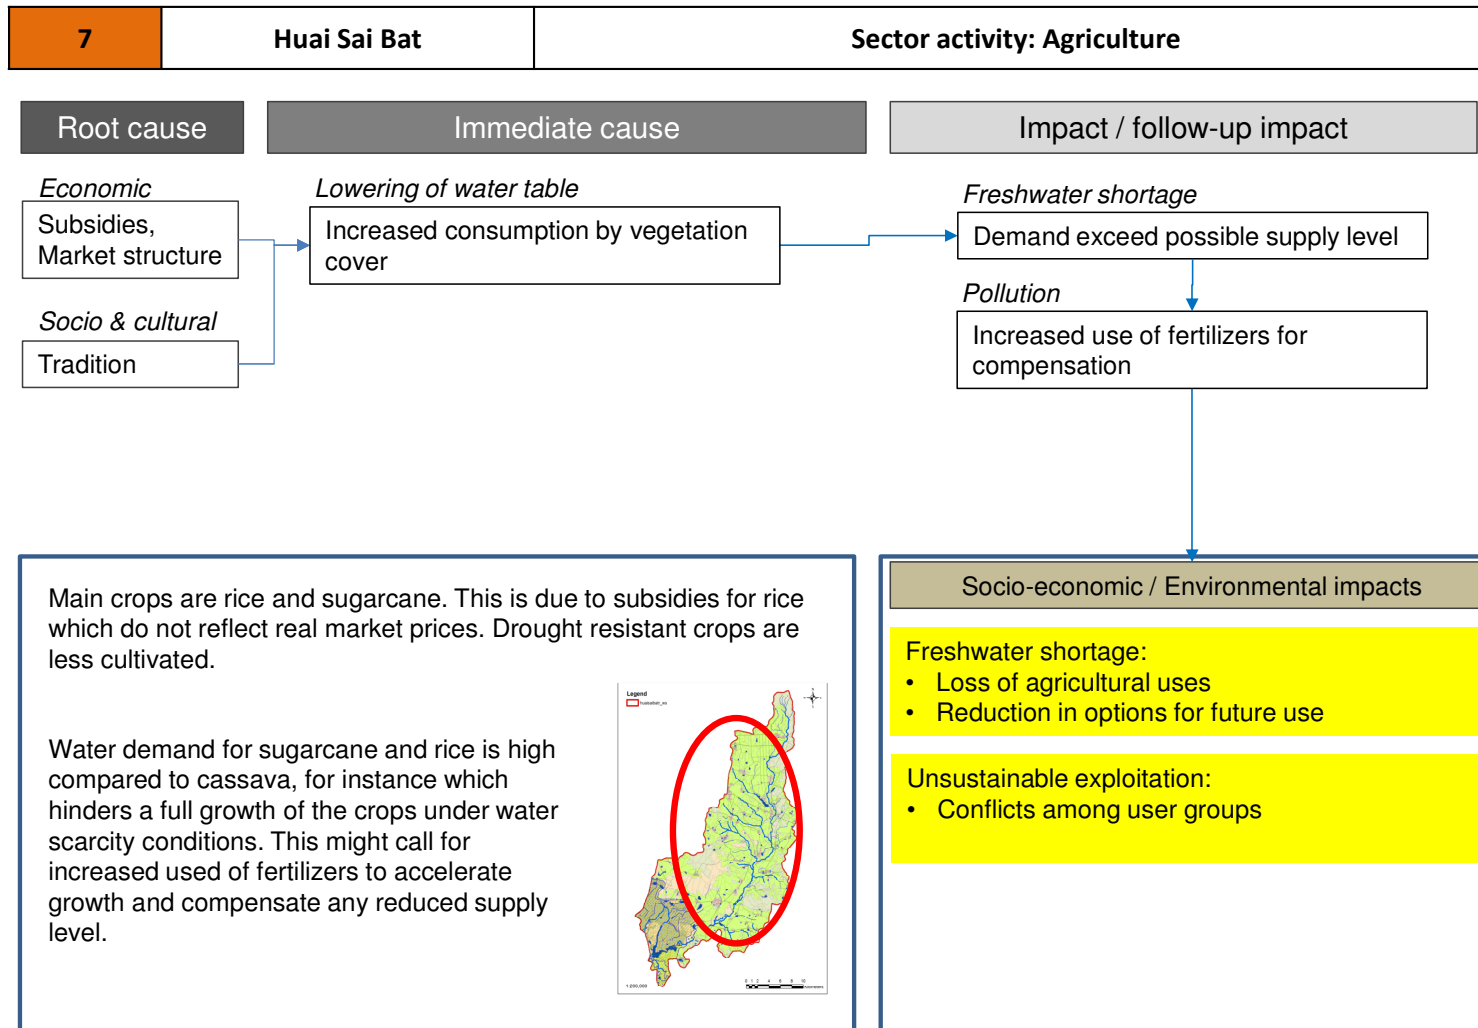 7
Huai Sai Bat
Sector activity: Agriculture
Root cause
Immediate cause
Impact / follow-up impact
Economic
Subsidies,
Market structure
Socio & cultural
Tradition
Lowering of water table
Increased consumption by vegetation
cover
Freshwater shortage
Demand exceed possible supply level
Pollution
Increased use of fertilizers for
compensation
Main crops are rice and sugarcane. This is due to subsidies for rice
which do not reflect real market prices. Drought resistant crops are
less cultivated.
Water demand for sugarcane and rice is high
compared to cassava, for instance which
hinders a full growth of the crops under water
scarcity conditions. This might call for
increased used of fertilizers to accelerate
growth and compensate any reduced supply
level.
Legend
1:200,000
Socio-economic / Environmental impacts
Freshwater shortage:
• Loss of agricultural uses
• Reduction in options for future use
Unsustainable exploitation:
• Conflicts among user groups